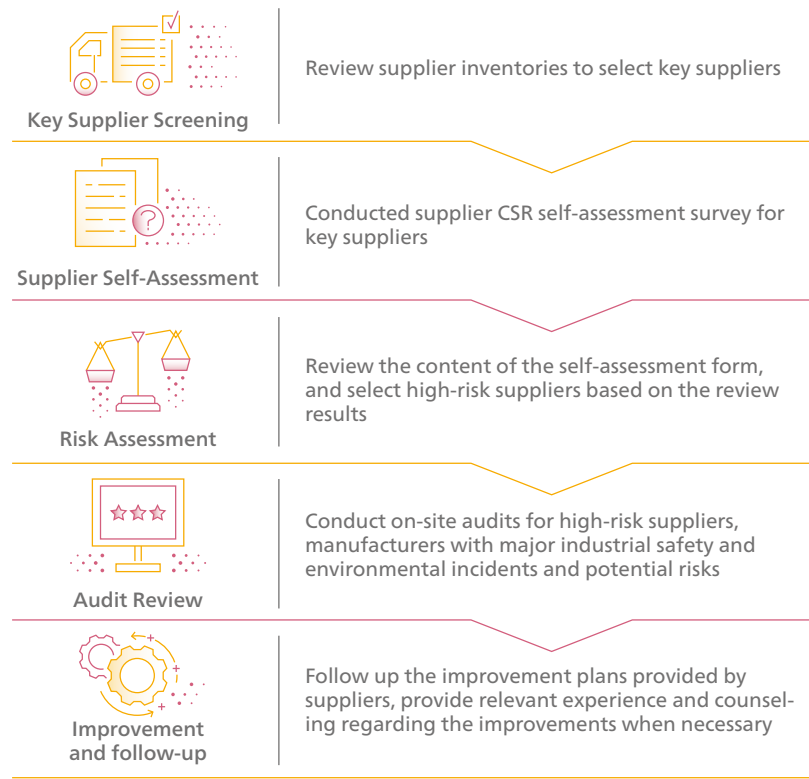 Key Supplier Screening
Review supplier inventories to select key suppliers
?
Supplier Self-Assessment
Conducted supplier CSR self-assessment survey for
key suppliers
Risk Assessment
Review the content of the self-assessment form,
and select high-risk suppliers based on the review
results
Audit Review
Conduct on-site audits for high-risk suppliers,
manufacturers with major industrial safety and
environmental incidents and potential risks
Improvement
and follow-up
Follow up the improvement plans provided by
suppliers, provide relevant experience and counsel-
ing regarding the improvements when necessary